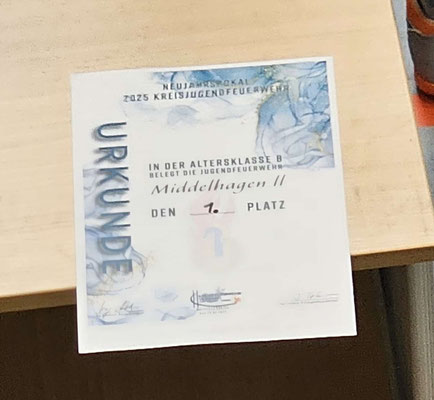 NEUJAHRSPOKAL
2025 KREISJUGENDFEUERWEHR
URKUNDE
IN DER ALTERSKLASSE B
BELEGT DIE JUGENDFEUERWEHR
Middelhagen II
DEN 1. PLATZ